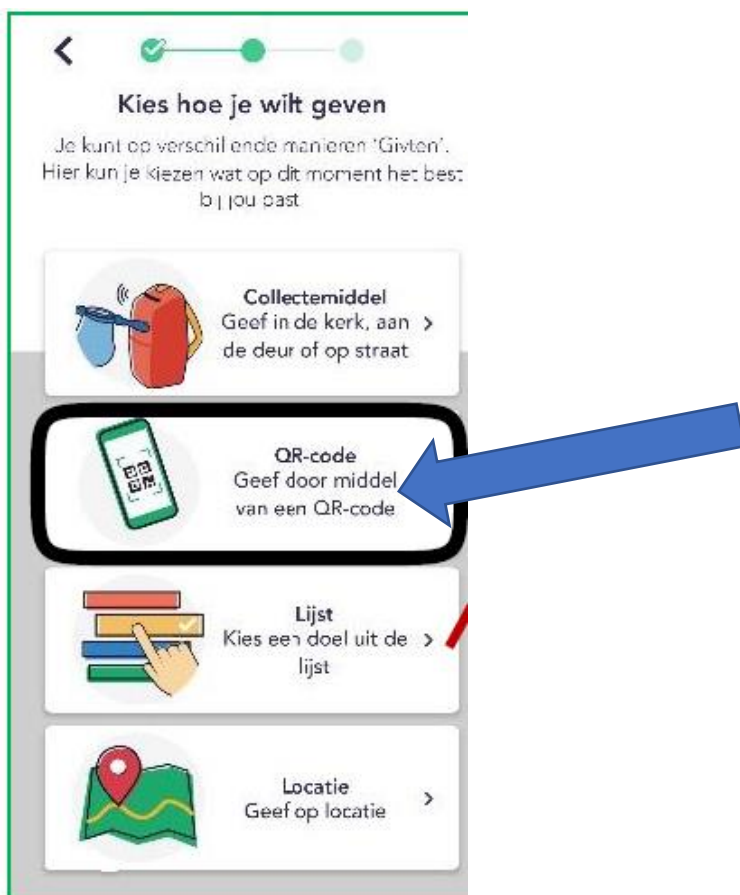 Kies hoe je wilt geven
Je kunt op verschillende manieren 'Givten'.
Hier kun je kiezen wat op dit moment het best
bij jou past
Collectemiddel
Geef in de kerk, aan
de deur of op straat
QR-code
Geef door middel
van een QR-code
Lijst
Kies een doel uit de
lijst
Locatie
Geef op locatie